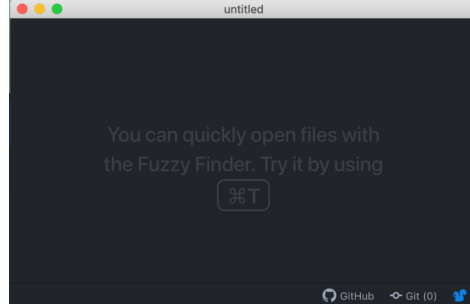 untitled
You can quickly open files with
the Fuzzy Finder. Try it by using
⌘T
GitHub Git (0)